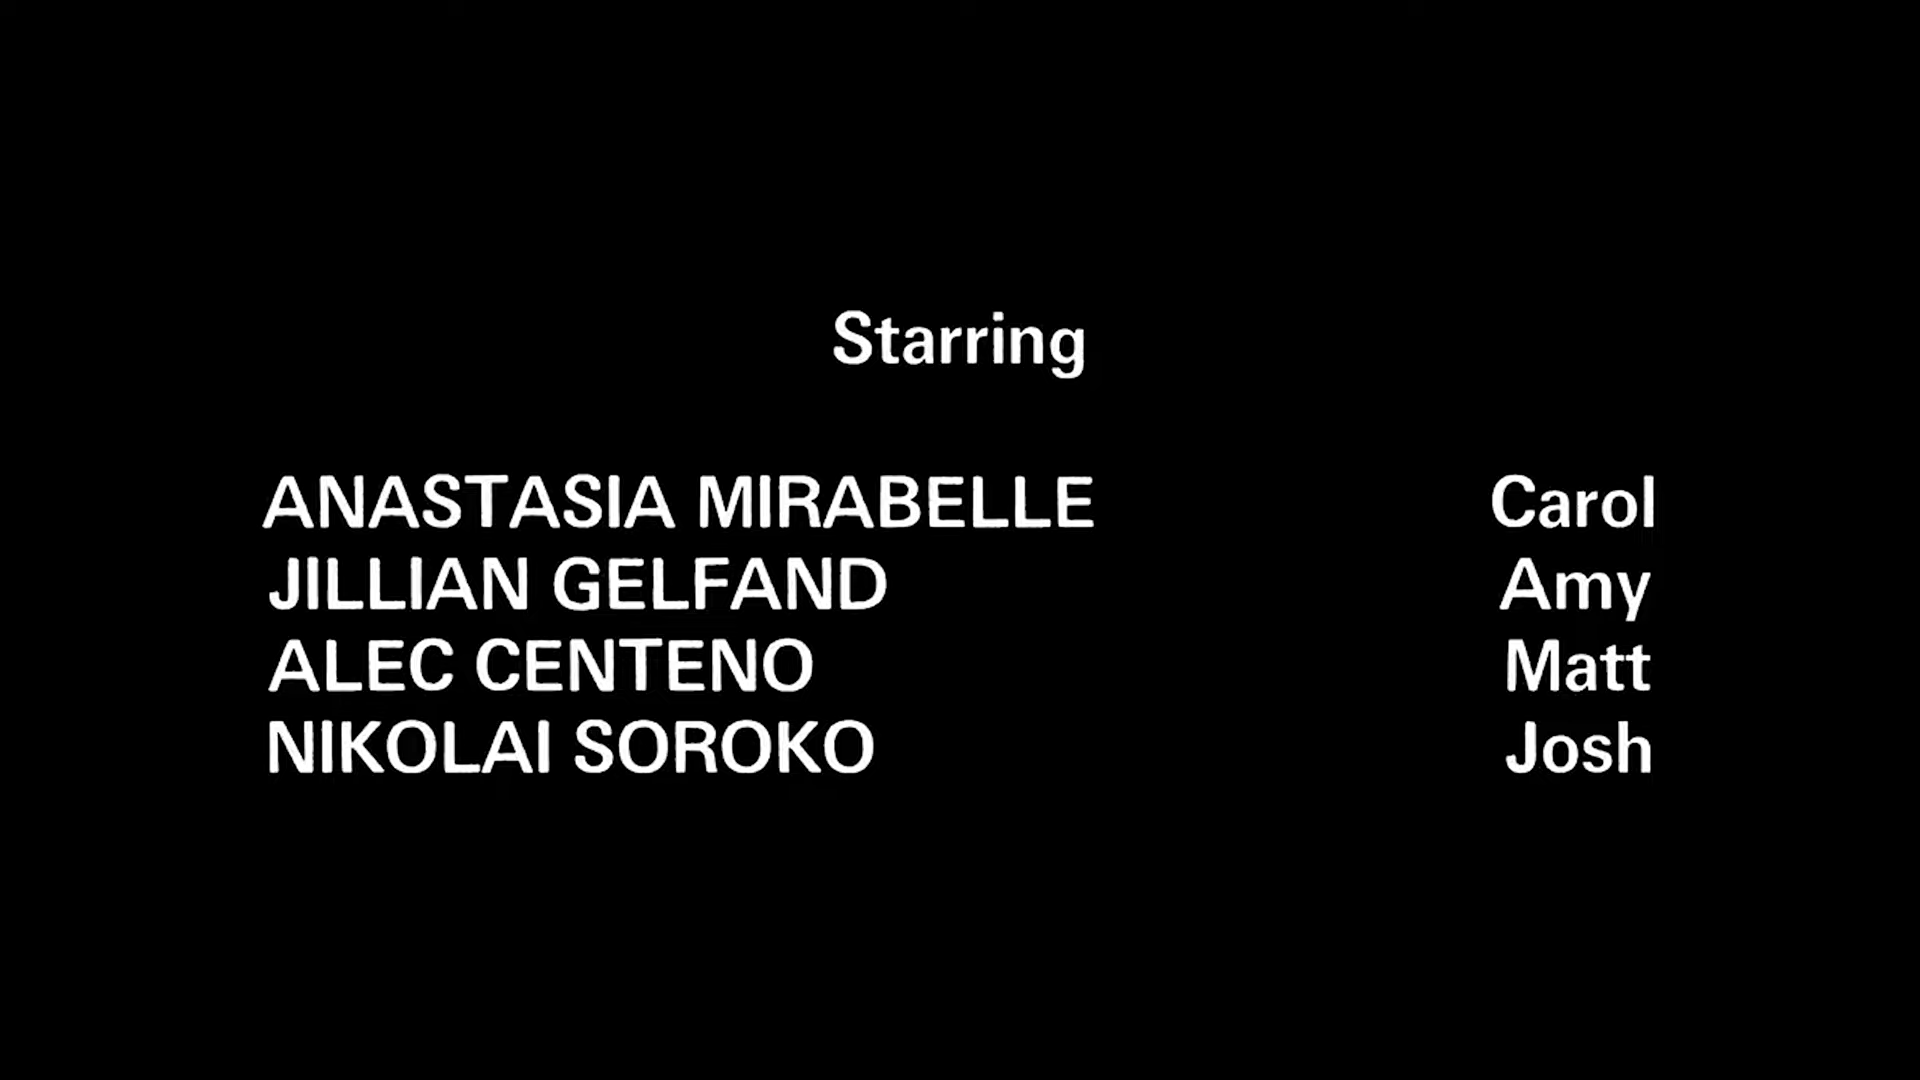 Starring
ANASTASIA MIRABELLE Carol
JILLIAN GELFAND Amy
ALEC CENTENO Matt
NIKOLAI SOROKO Josh